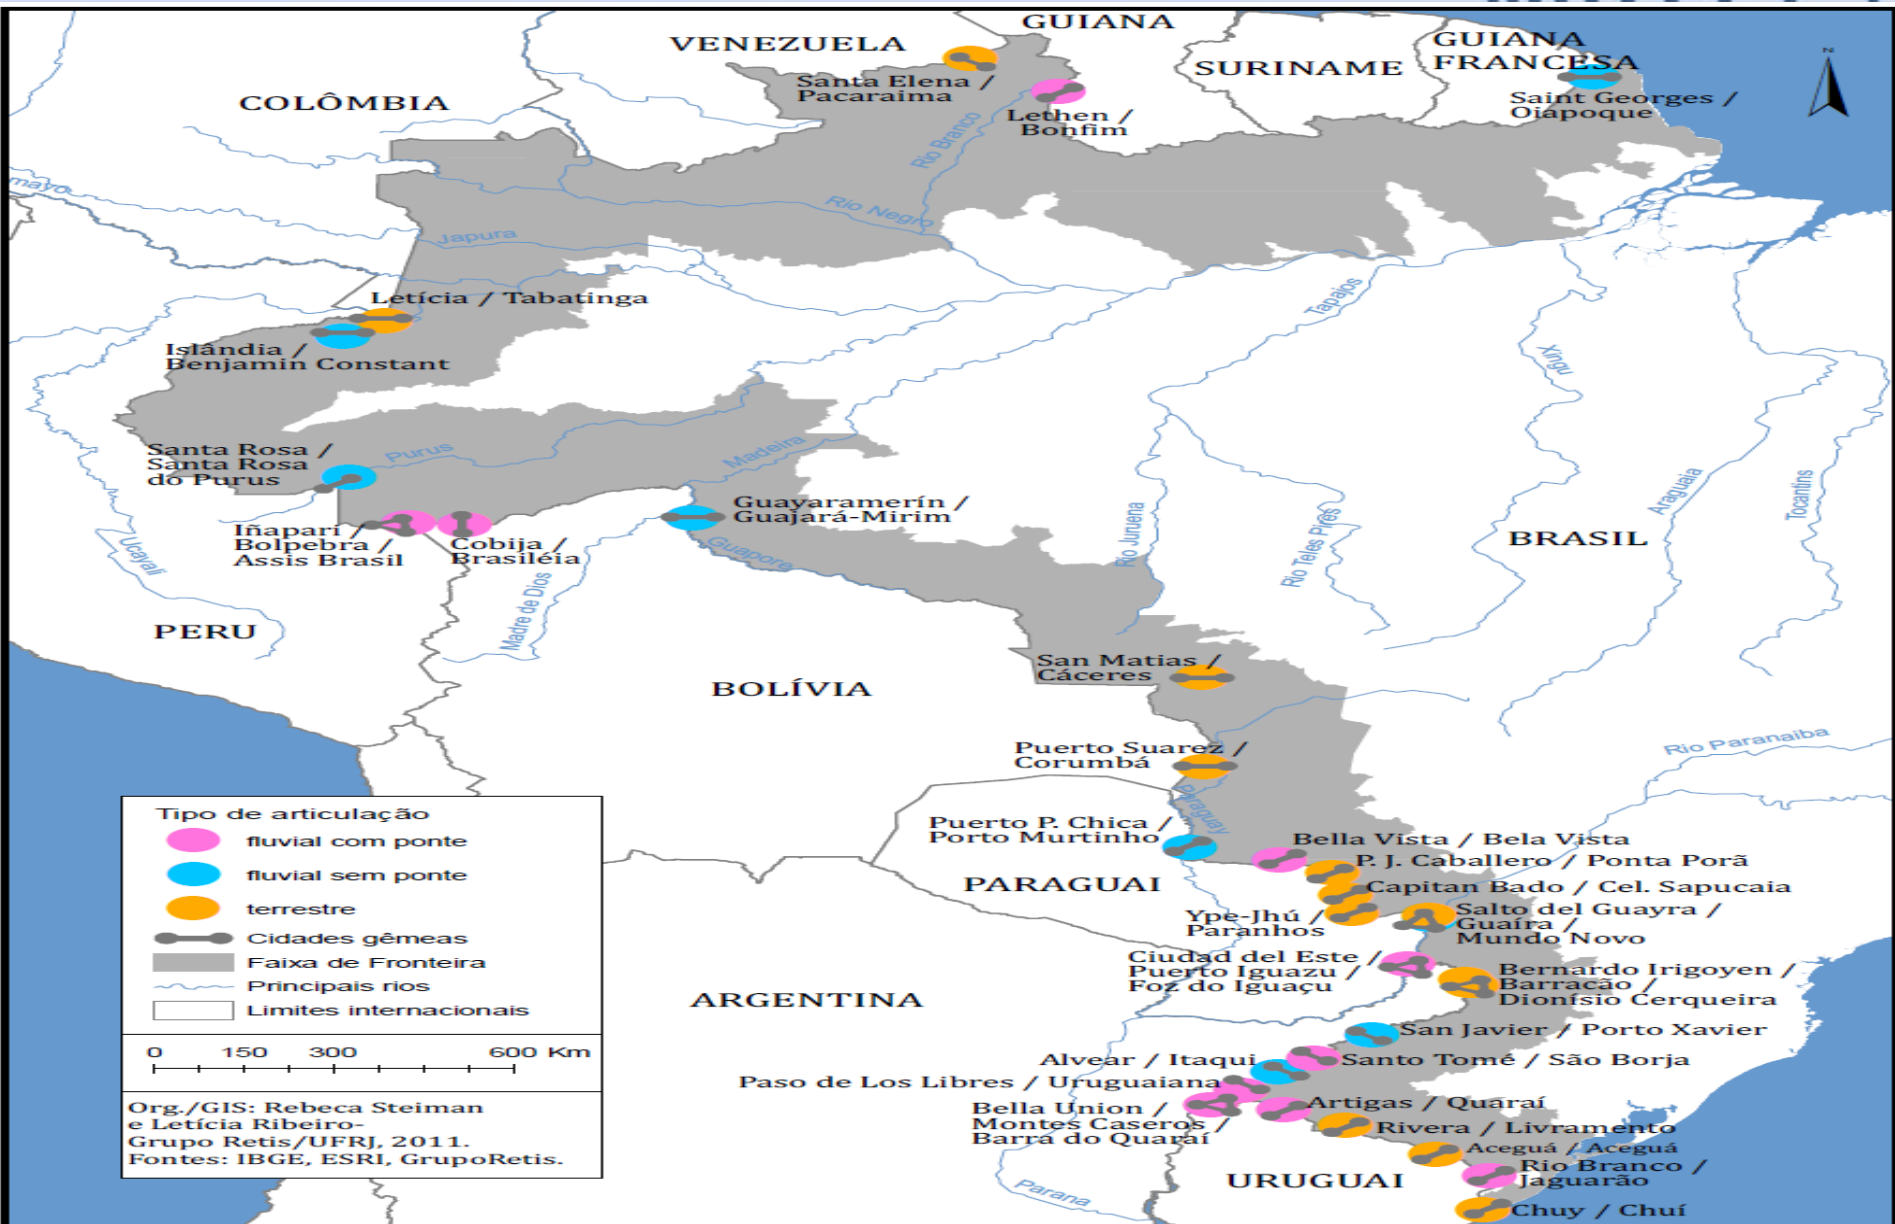 GUIANA
VENEZUELA
GUIANA
FRANCESA
SURINAME
N
Santa Elena /
Pacaraima
COLÔMBIA
Lethen /
Bonfim
Saint Georges /
Oiapoque
Rio Branco
mayo
Rio Negro
Japura
Letícia / Tabatinga
Tapajos
Islândia /
Benjamin Constant
Xingu
Santa Rosa /
Santa Rosa
do Purus
Purus
Madeira
Araguaia
Tocantins
Guayaramerín /
Guajará-Mirim
Rio Juruena
Rio Teles Pires
BRASIL
Iñapari /
Bolpebra /
Assis Brasil
Cobija /
Brasiléia
Guapore
Ucayali
Madre de Dios
PERU
San Matias /
Cáceres
BOLÍVIA
Puerto Suarez /
Corumbá
Rio Paranaiba
Paraguay
Puerto P. Chica /
Porto Murtinho
Bella Vista / Bela Vista
P. J. Caballero / Ponta Porã
PARAGUAI
Capitan Bado / Cel. Sapucaia
Ype-Jhú /
Paranhos
Salto del Guayra /
Guaíra /
Mundo Novo
Ciudad del Este /
Puerto Iguazu /
Foz do Iguaçu
Bernardo Irigoyen /
Barracão /
Dionísio Cerqueira
ARGENTINA
San Javier / Porto Xavier
Alvear / Itaqui
Santo Tomé / São Borja
Paso de Los Libres / Uruguaiana
Bella Union /
Montes Caseros /
Barra do Quaraí
Artigas / Quaraí
Rivera / Livramento
Aceguá / Aceguá
Rio Branco /
Jaguarão
URUGUAI
Parana
Chuy / Chuí
Tipo de articulação
fluvial com ponte
fluvial sem ponte
terrestre
Cidades gêmeas
Faixa de Fronteira
Principais rios
Limites internacionais
0 150 300 600 Km
Org./GIS: Rebeca Steiman
e Letícia Ribeiro-
Grupo Retis/UFRJ, 2011.
Fontes: IBGE, ESRI, GrupoRetis.